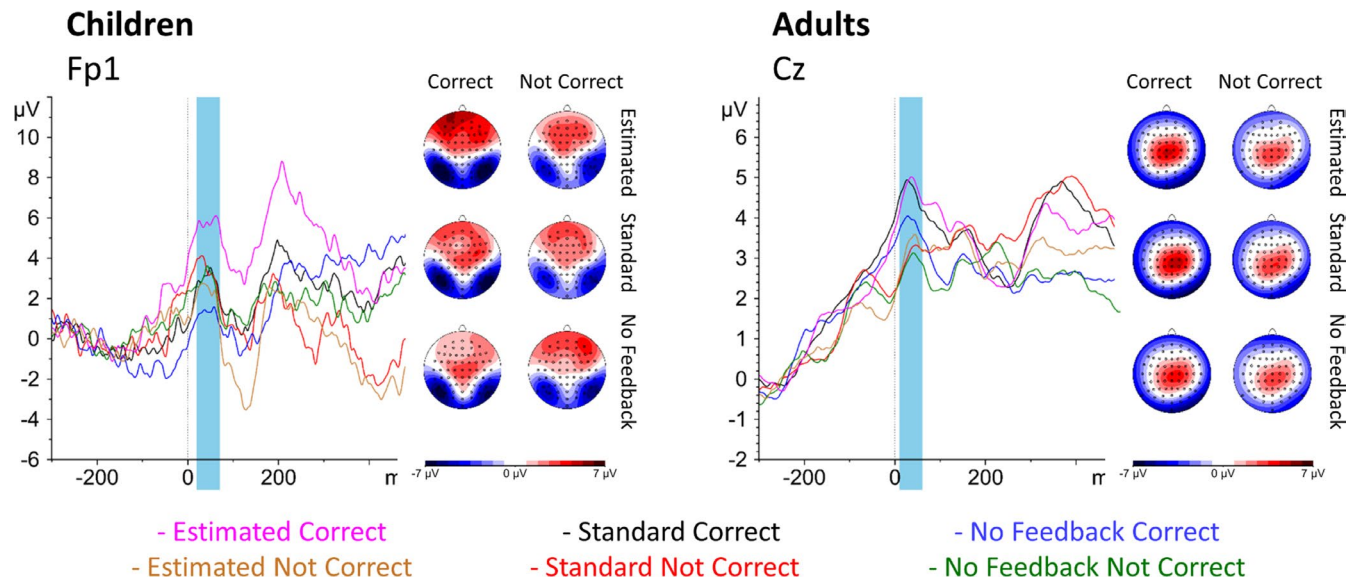 Children
Fp1
µV
10
8
6
4
2
0
-2
-4
-6
-200 0 200 m
Correct Not Correct
Estimated
Standard
No Feedback
-7 µV 0 µV 7 µV
Adults
Cz
µV
6
5
4
3
2
1
0
-1
-2
-200 0 200 m
Correct Not Correct
Estimated
Standard
No Feedback
-7 µV 0 µV 7 µV
- Estimated Correct - Standard Correct - No Feedback Correct
- Estimated Not Correct - Standard Not Correct - No Feedback Not Correct